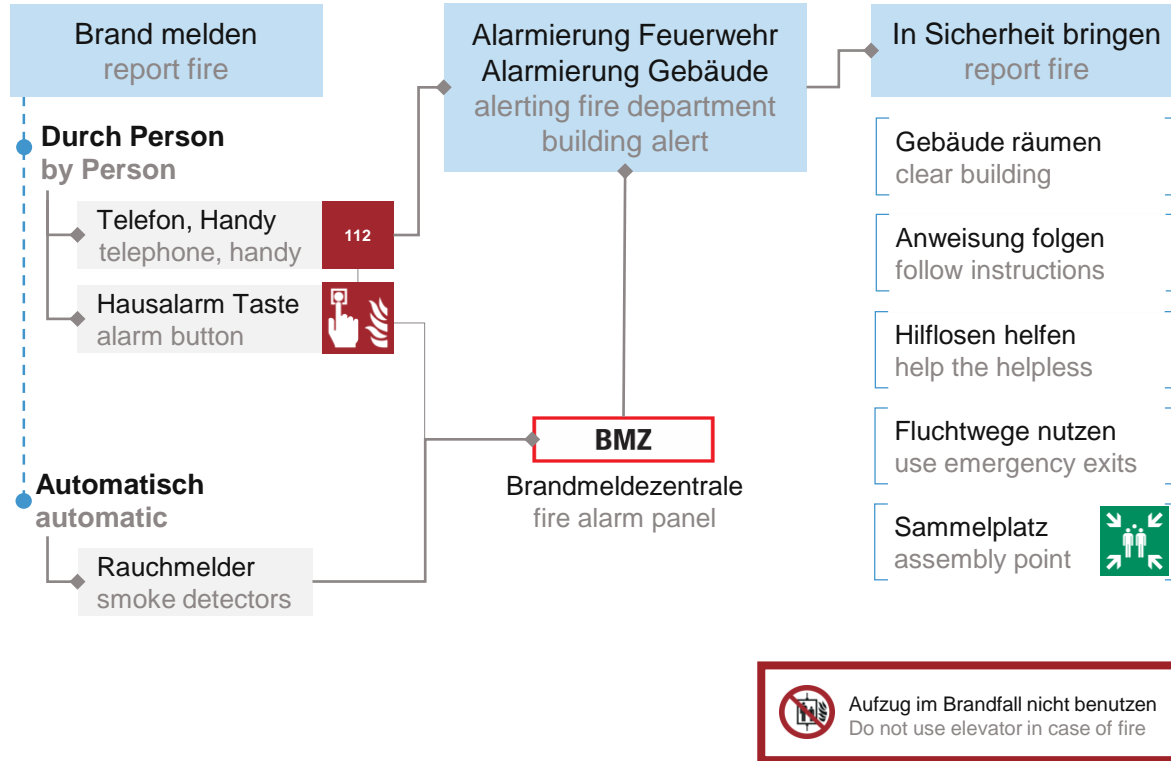 Brand melden
report fire
Durch Person
by Person
Telefon, Handy
telephone, handy
112
Hausalarm Taste
alarm button
Automatisch
automatic
Rauchmelder
smoke detectors
Alarmierung Feuerwehr
Alarmierung Gebäude
alerting fire department
building alert
BMZ
Brandmeldezentrale
fire alarm panel
In Sicherheit bringen
report fire
Gebäude räumen
clear building
Anweisung folgen
follow instructions
Hilflosen helfen
help the helpless
Fluchtwege nutzen
use emergency exits
Sammelplatz
assembly point
Aufzug im Brandfall nicht benutzen
Do not use elevator in case of fire